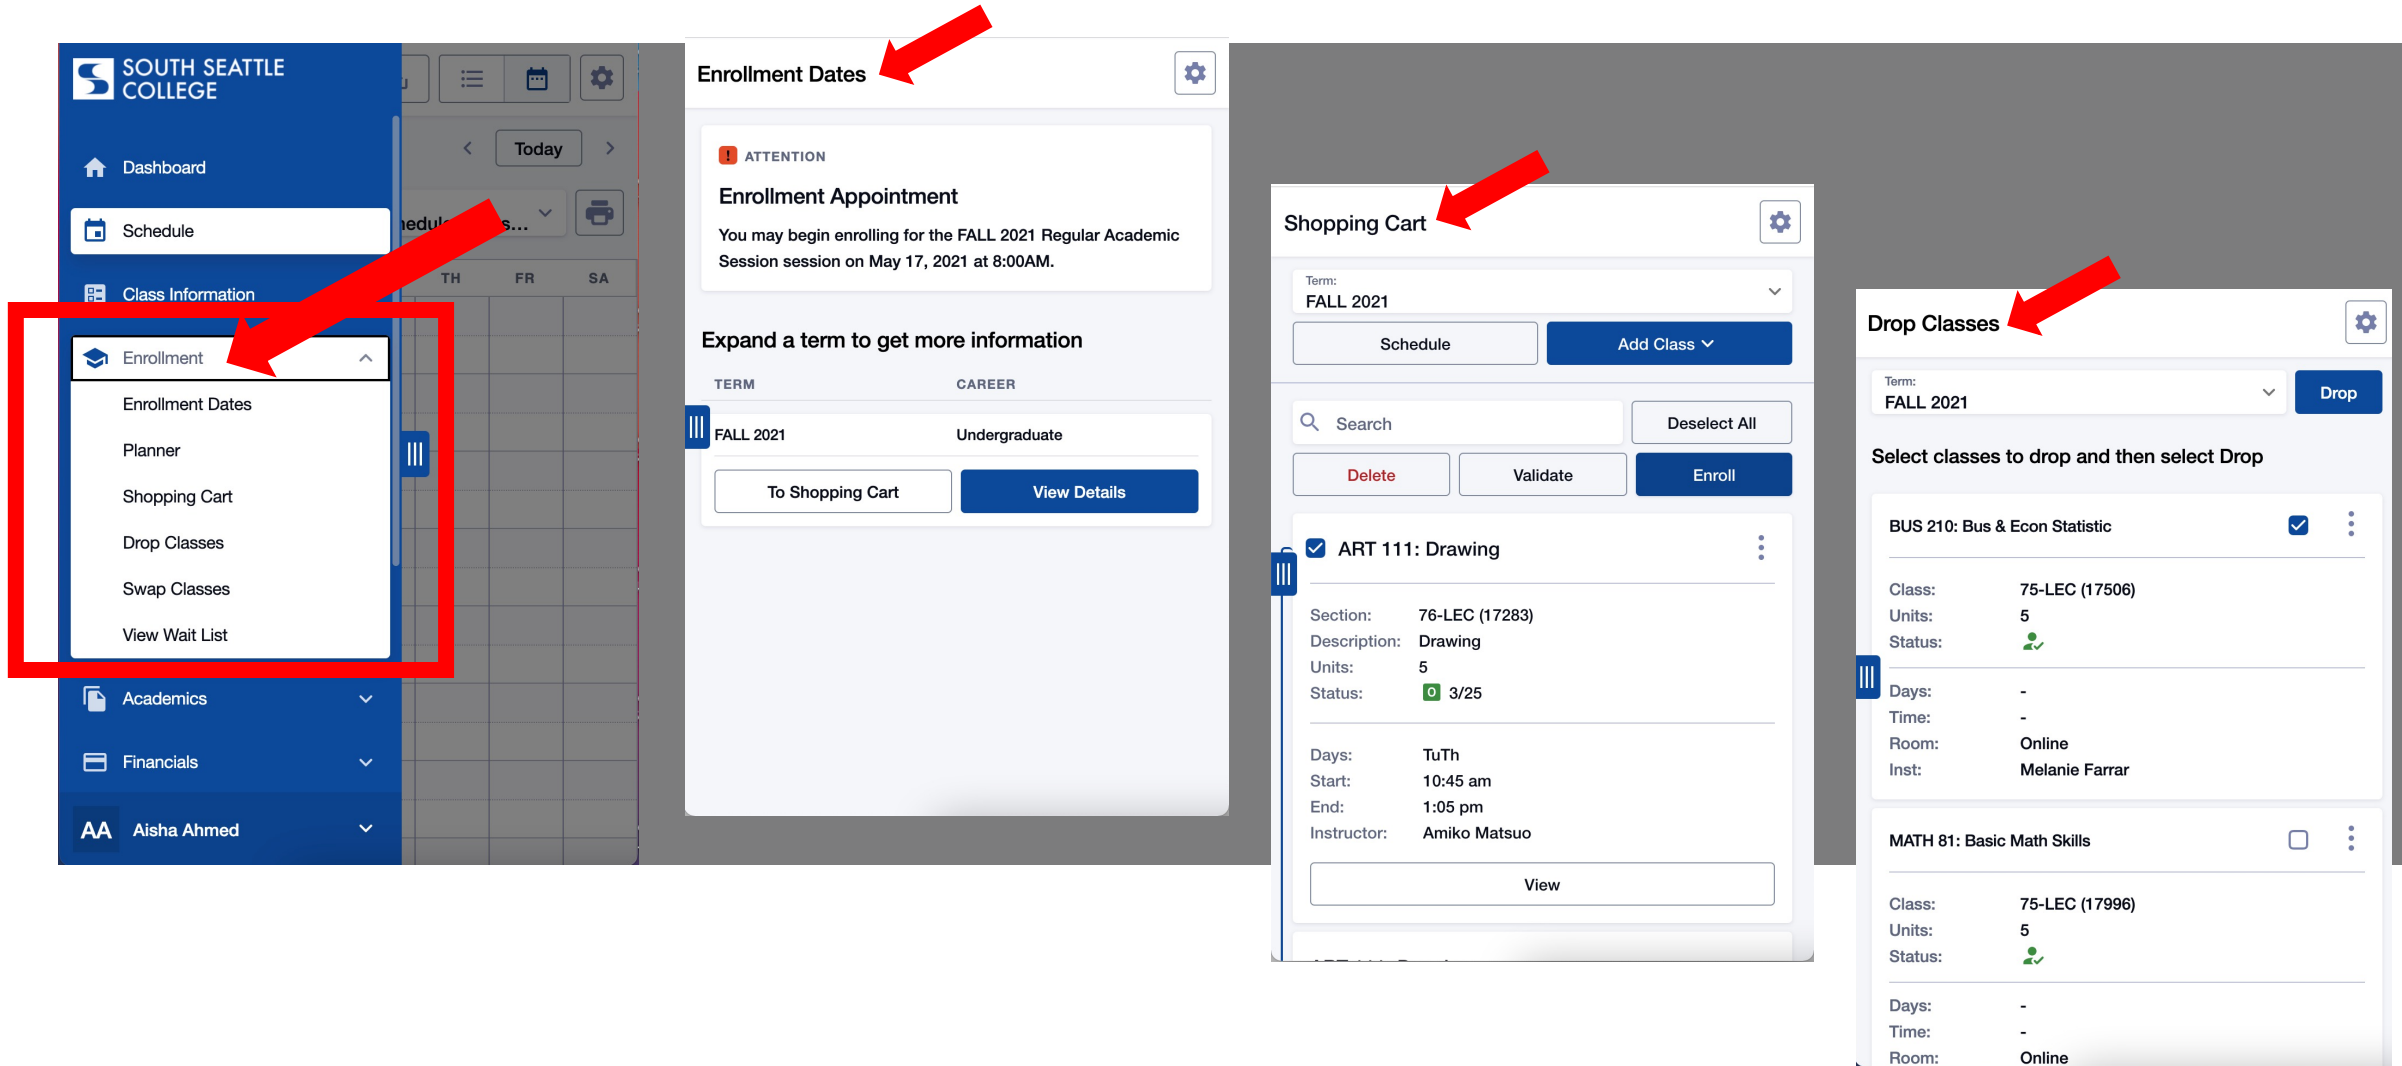 SOUTH SEATTLE
COLLEGE
Dashboard
Schedule
Class Information
Enrollment
Enrollment Dates
Planner
Shopping Cart
Drop Classes
Swap Classes
View Wait List
Academics
Financials
AA Aisha Ahmed
Today
TH FR SA
Enrollment Dates
! ATTENTION
Enrollment Appointment
You may begin enrolling for the FALL 2021 Regular Academic
Session session on May 17, 2021 at 8:00AM.
Expand a term to get more information
TERM CAREER
FALL 2021 Undergraduate
To Shopping Cart View Details
Shopping Cart
Term:
FALL 2021
Schedule Add Class
Search Deselect All
Delete Validate Enroll
ART 111: Drawing
Section: 76-LEC (17283)
Description: Drawing
Units: 5
Status: O 3/25
Days: TuTh
Start: 10:45 am
End: 1:05 pm
Instructor: Amiko Matsuo
View
Drop Classes
Term:
FALL 2021
Drop
Select classes to drop and then select Drop
BUS 210: Bus & Econ Statistic
Class: 75-LEC (17506)
Units: 5
Status:
Days: -
Time: -
Room: Online
Inst: Melanie Farrar
MATH 81: Basic Math Skills
Class: 75-LEC (17996)
Units: 5
Status:
Days: -
Time: -
Room: Online